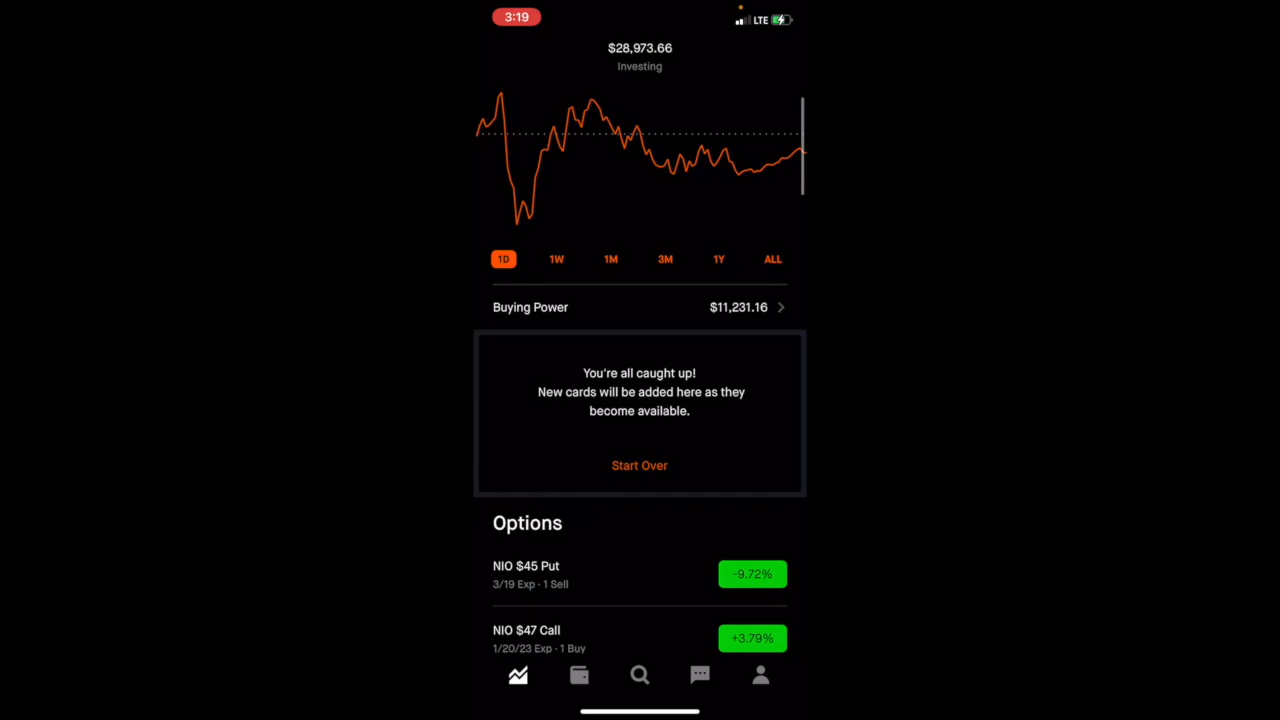 3:19
LTE
$28,973.66
Investing
1D 1W 1M 3M 1Y ALL
Buying Power $11,231.16
You're all caught up!
New cards will be added here as they
become available.
Start Over
Options
NIO $45 Put
-9.72%
3/19 Exp · 1 Sell
NIO $47 Call
+3.79%
1/20/23 Exp · 1 Buy